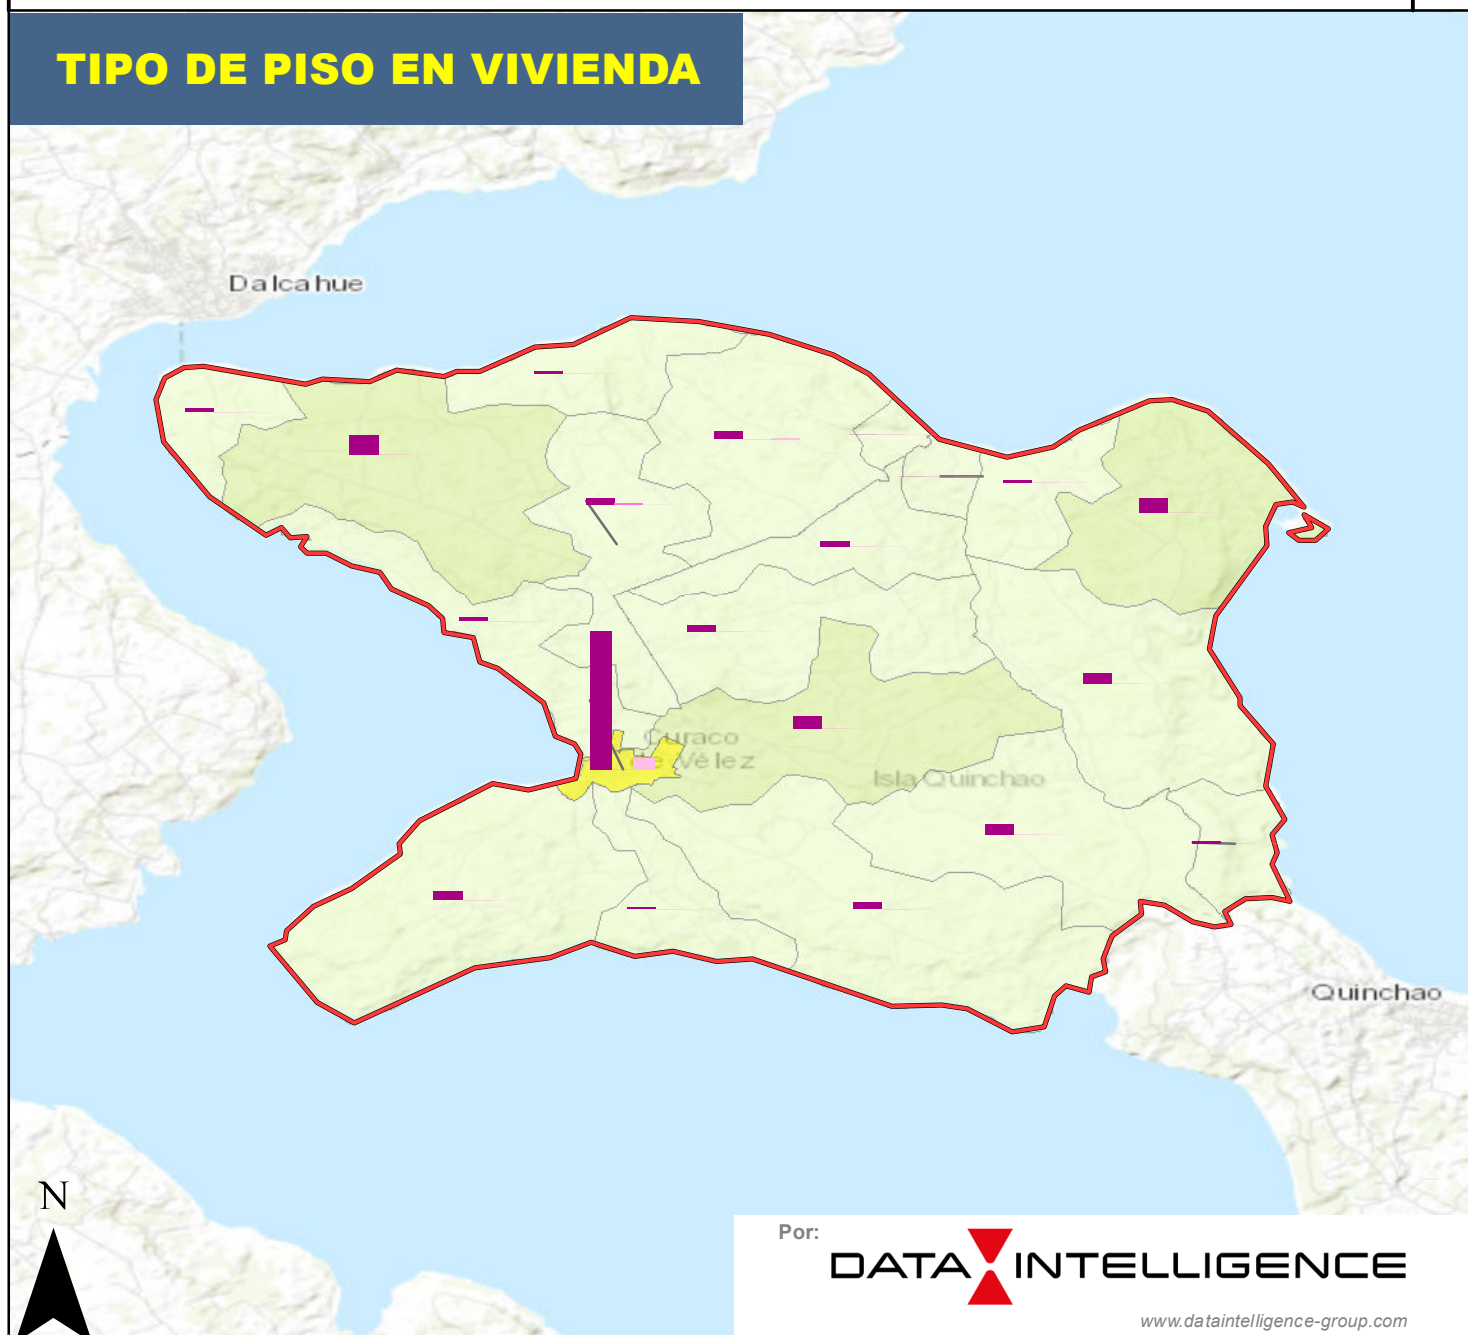 TIPO DE PISO EN VIVIENDA
Dalcahue
Curaco
de Vélez
Isla Quinchao
Quinchao
N
Por:
DATA INTELLIGENCE
www.dataintelligence-group.com